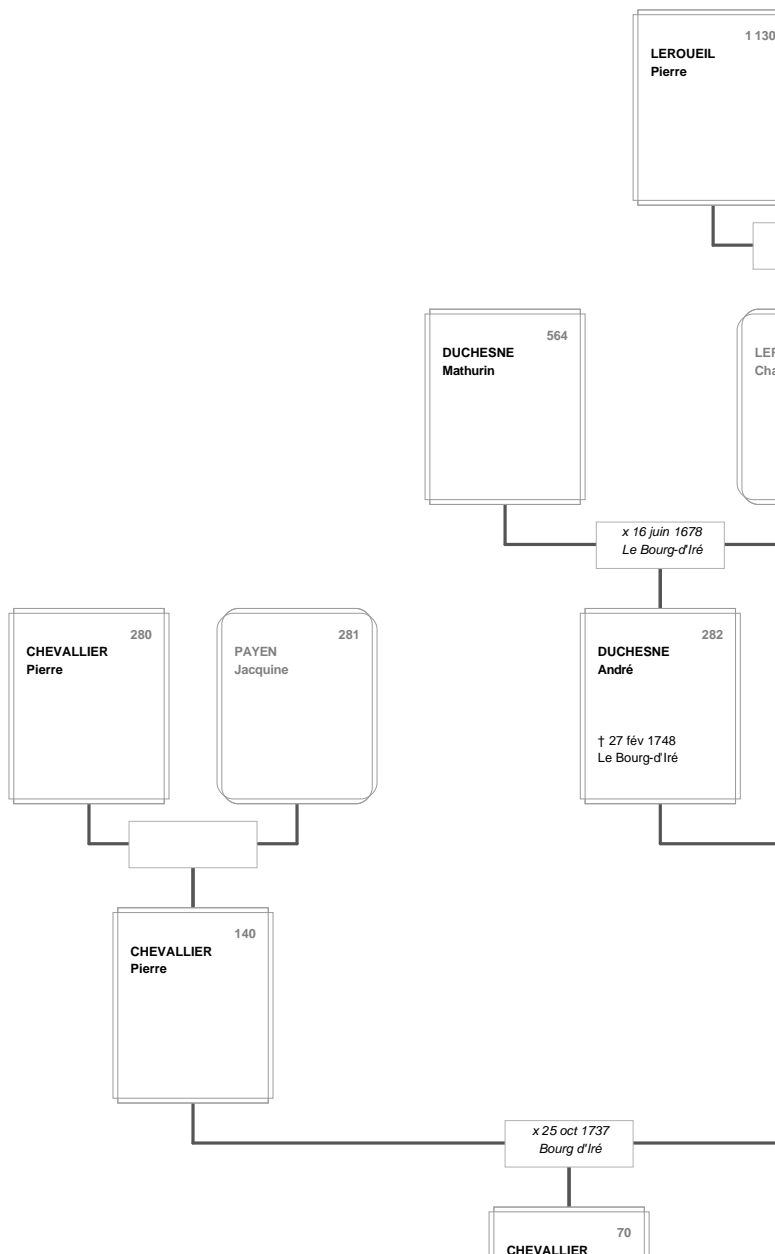 1 130
LEROUEIL
Pierre
564
DUCHESNE
Mathurin
LER
Cha
x 16 juin 1678
Le Bourg-d'Iré
280
CHEVALLIER
Pierre
281
PAYEN
Jacquine
282
DUCHESNE
André
† 27 fév 1748
Le Bourg-d'Iré
140
CHEVALLIER
Pierre
x 25 oct 1737
Bourg d'Iré
70
CHEVALLIER